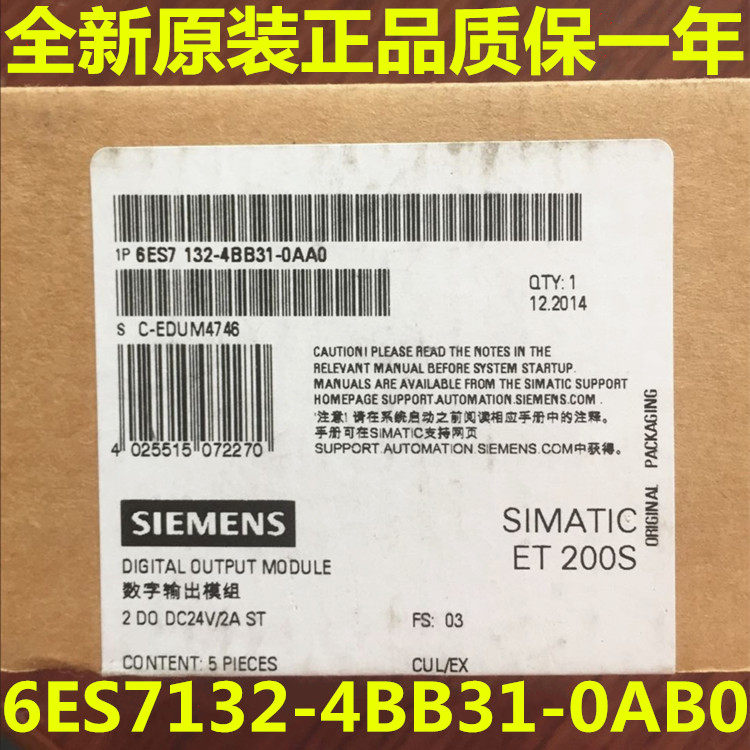 全新原装正品质保一年
1P 6ES7 132-4BB31-0AA0
QTY: 1
12.2014
S C-EDUM4746
CAUTION! PLEASE READ THE NOTES IN THE
RELEVANT MANUAL BEFORE SYSTEM STARTUP.
MANUALS ARE AVAILABLE FROM THE SIMATIC SUPPORT
HOMEPAGE SUPPORT.AUTOMATION.SIEMENS.COM .
'注意! 请在系统启动之前阅读相应手册中的注释。
手册可在SIMATIC支持网页
SUPPORT.AUTOMATION.SIEMENS.COM中获得。
4 025515 072270
ORIGINAL PACKAGING
SIEMENS
SIMATIC
ET 200S
DIGITAL OUTPUT MODULE
数字输出模组
2 DO DC24V/2A ST
FS: 03
CONTENT: 5 PIECES
CUL/EX
6ES7132-4BB31-0AB0